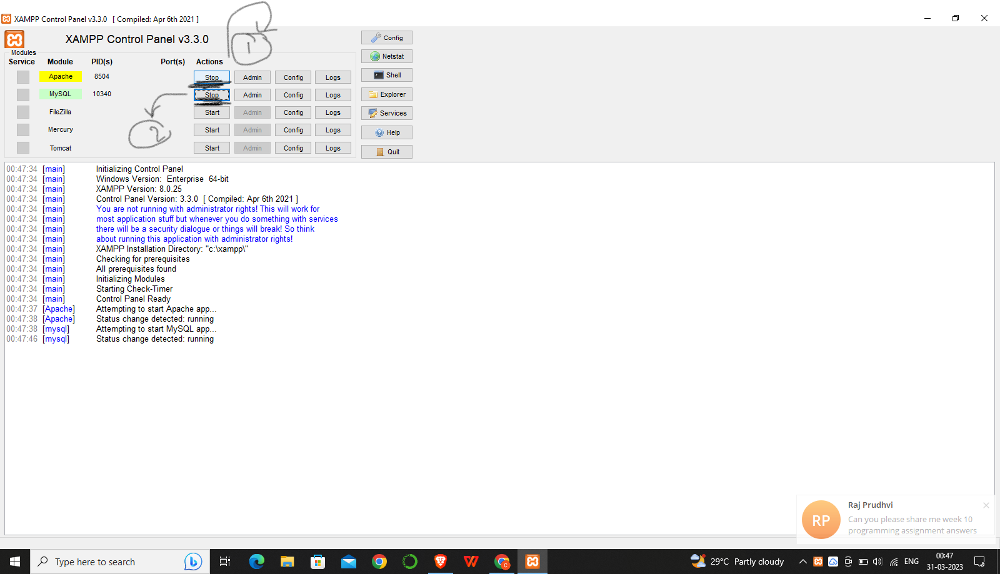 XAMPP Control Panel v3.3.0 [ Compiled: Apr 6th 2021 ]
XAMPP Control Panel v3.3.0
1
Config
Modules
Service Module PID(s) Port(s) Actions
Netstat
Apache 8504 Stop Admin Config Logs
Shell
MySQL 10340 Stop Admin Config Logs
Explorer
FileZilla Start Admin Config Logs
Services
2
Mercury Start Admin Config Logs
Help
Tomcat Start Admin Config Logs
Quit
00:47:34 [main] Initializing Control Panel
00:47:34 [main] Windows Version: Enterprise 64-bit
00:47:34 [main] XAMPP Version: 8.0.25
00:47:34 [main] Control Panel Version: 3.3.0 [ Compiled: Apr 6th 2021 ]
00:47:34 [main] You are not running with administrator rights! This will work for
00:47:34 [main] most application stuff but whenever you do something with services
00:47:34 [main] there will be a security dialogue or things will break! So think
00:47:34 [main] about running this application with administrator rights!
00:47:34 [main] XAMPP Installation Directory: "c:\xampp\"
00:47:34 [main] Checking for prerequisites
00:47:34 [main] All prerequisites found
00:47:34 [main] Initializing Modules
00:47:34 [main] Starting Check-Timer
00:47:34 [main] Control Panel Ready
00:47:37 [Apache] Attempting to start Apache app...
00:47:38 [Apache] Status change detected: running
00:47:38 [mysql] Attempting to start MySQL app...
00:47:46 [mysql] Status change detected: running
RP
Raj Prudhvi
Can you please share me week 10
programming assignment answers
Type here to search
29°C Partly cloudy
ENG
00:47
31-03-2023